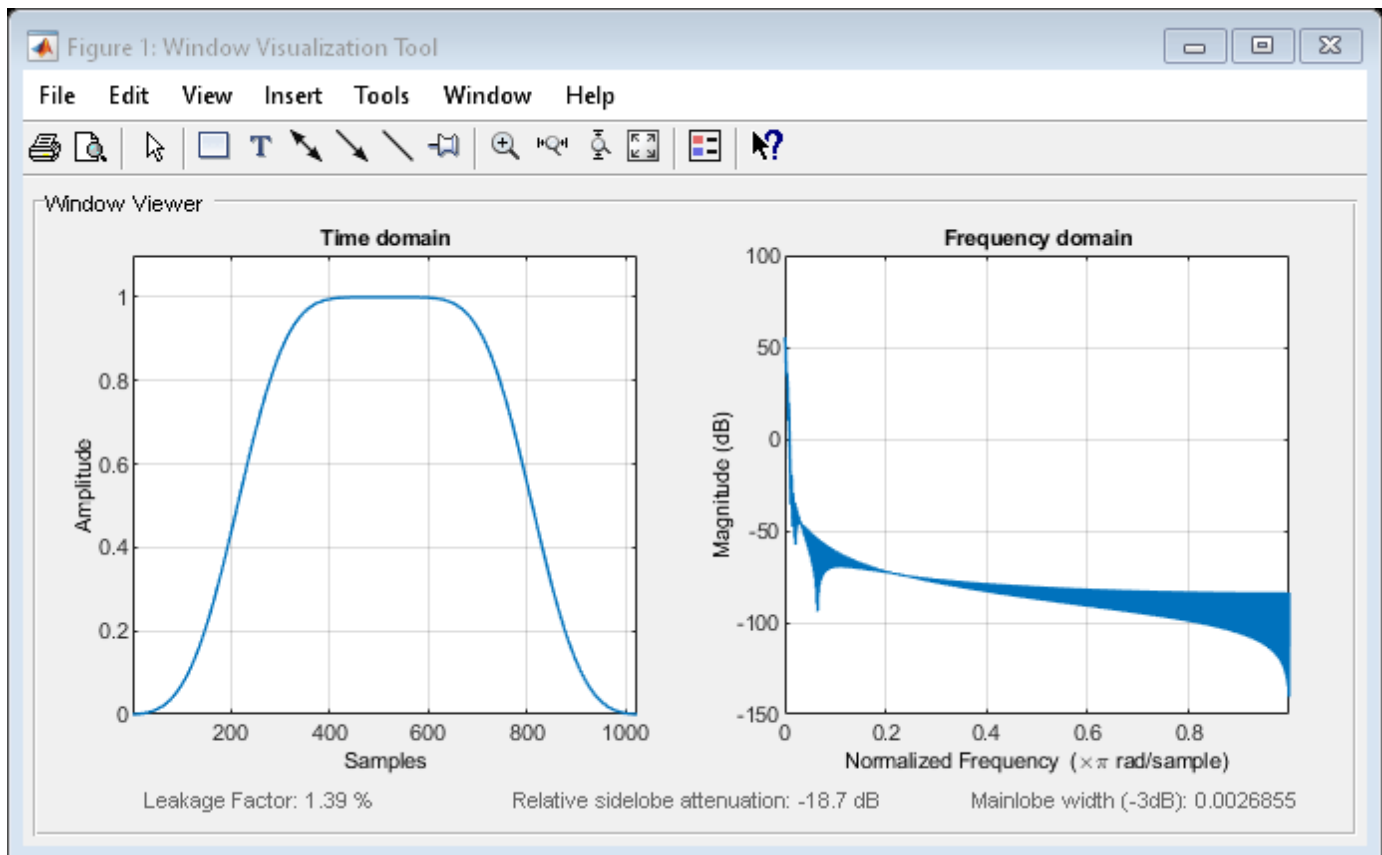 Figure 1: Window Visualization Tool
File Edit View Insert Tools Window Help
T
?
Window Viewer
Time domain
1
0.8
0.6
0.4
0.2
0
200 400 600 800 1000
Amplitude
Samples
Frequency domain
100
50
0
-50
-100
-150
0 0.2 0.4 0.6 0.8
Magnitude (dB)
Normalized Frequency (×π rad/sample)
Leakage Factor: 1.39 % Relative sidelobe attenuation: -18.7 dB Mainlobe width (-3dB): 0.0026855